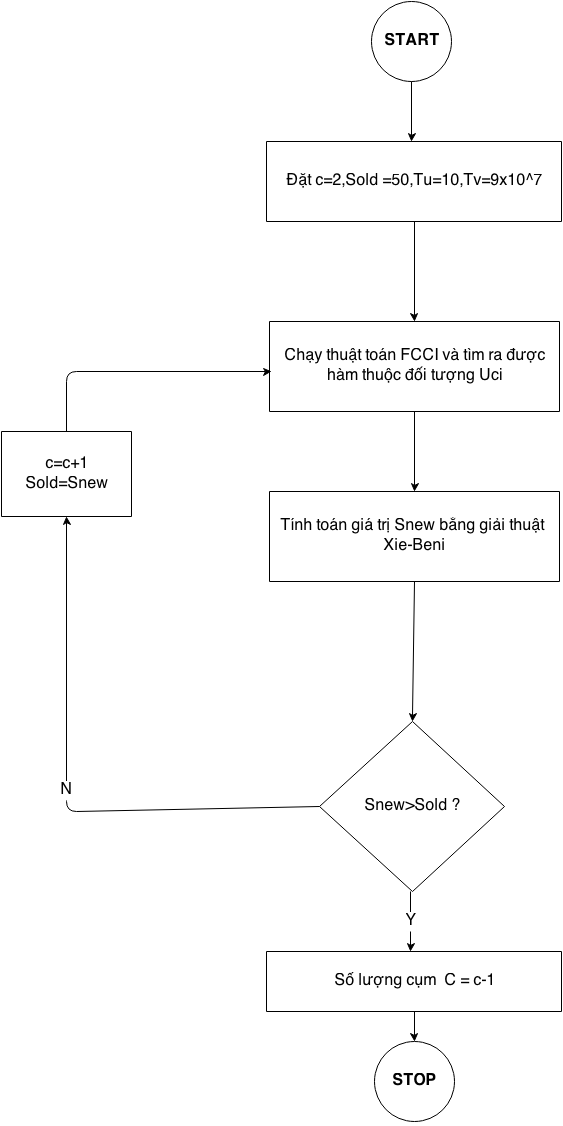 START
Đặt c=2,Sold =50,Tu=10,Tv=9x10^7
Chạy thuật toán FCCI và tìm ra được
hàm thuộc đối tượng Uci
c=c+1
Sold=Snew
Tính toán giá trị Snew bằng giải thuật
Xie-Beni
N
Snew>Sold ?
Y
Số lượng cụm C = c-1
STOP